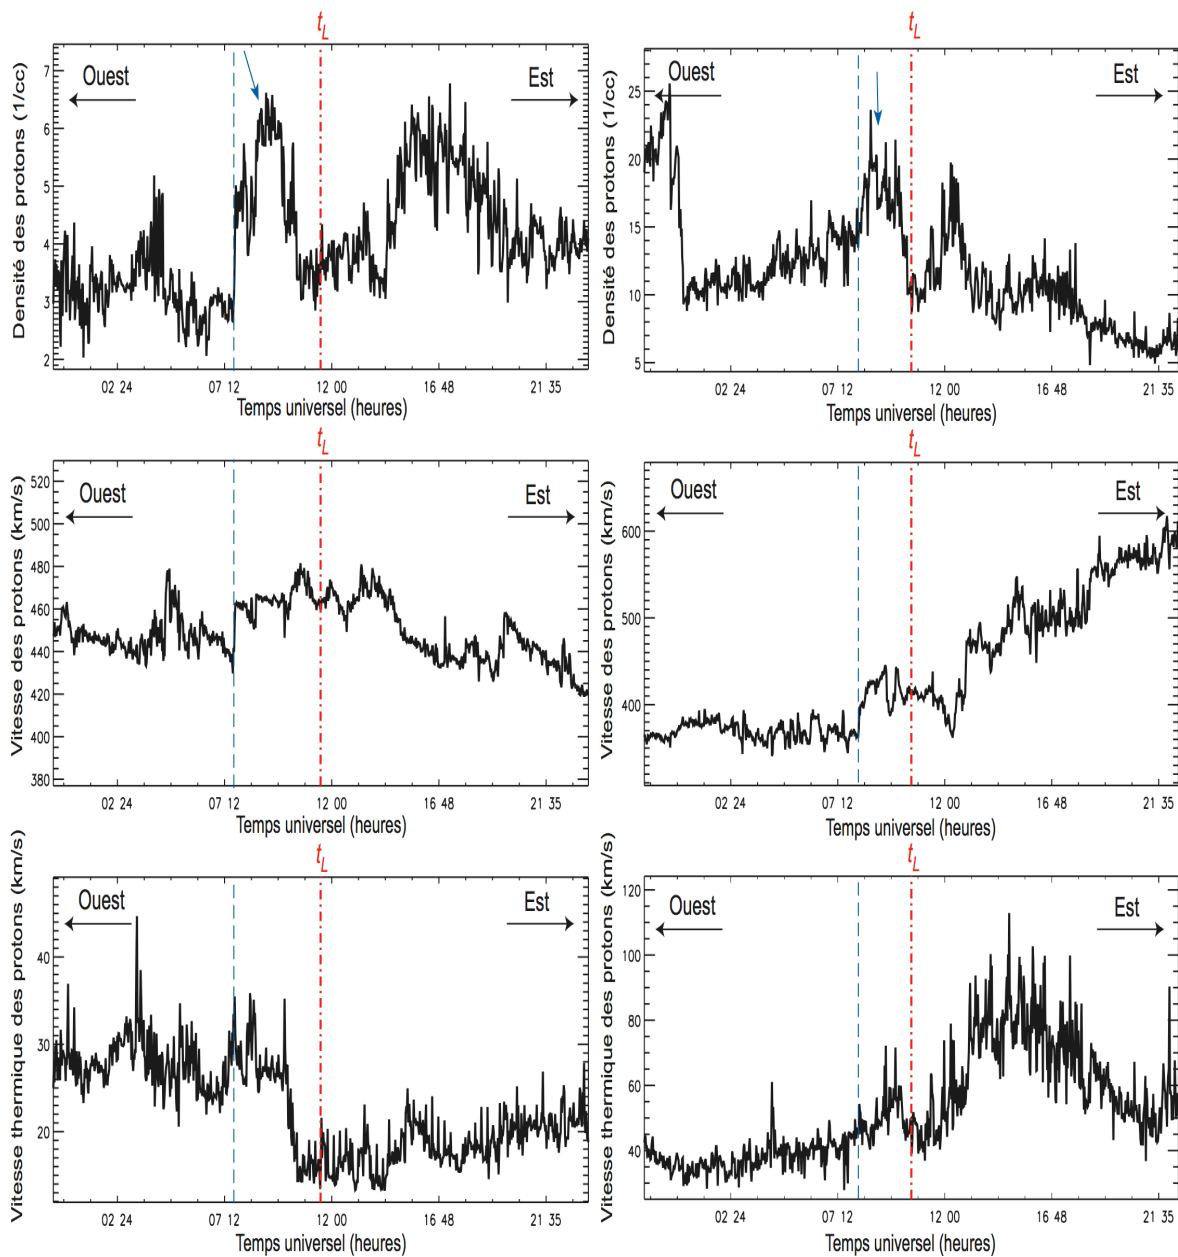 t_L
t_L
Densité des protons (1/cc)
7
6
5
4
3
2
Ouest
Est
02 24
07 12
12 00
16 48
21 35
Temps universel (heures)
Densité des protons (1/cc)
25
20
15
10
5
Ouest
Est
02 24
07 12
12 00
16 48
21 35
Temps universel (heures)
t_L
t_L
Vitesse des protons (km/s)
520
500
480
460
440
420
400
380
Ouest
Est
02 24
07 12
12 00
16 48
21 35
Temps universel (heures)
Vitesse des protons (km/s)
600
500
400
Ouest
Est
02 24
07 12
12 00
16 48
21 35
Temps universel (heures)
t_L
t_L
Vitesse thermique des protons (km/s)
40
30
20
Ouest
Est
02 24
07 12
12 00
16 48
21 35
Temps universel (heures)
Vitesse thermique des protons (km/s)
120
100
80
60
40
Ouest
Est
02 24
07 12
12 00
16 48
21 35
Temps universel (heures)